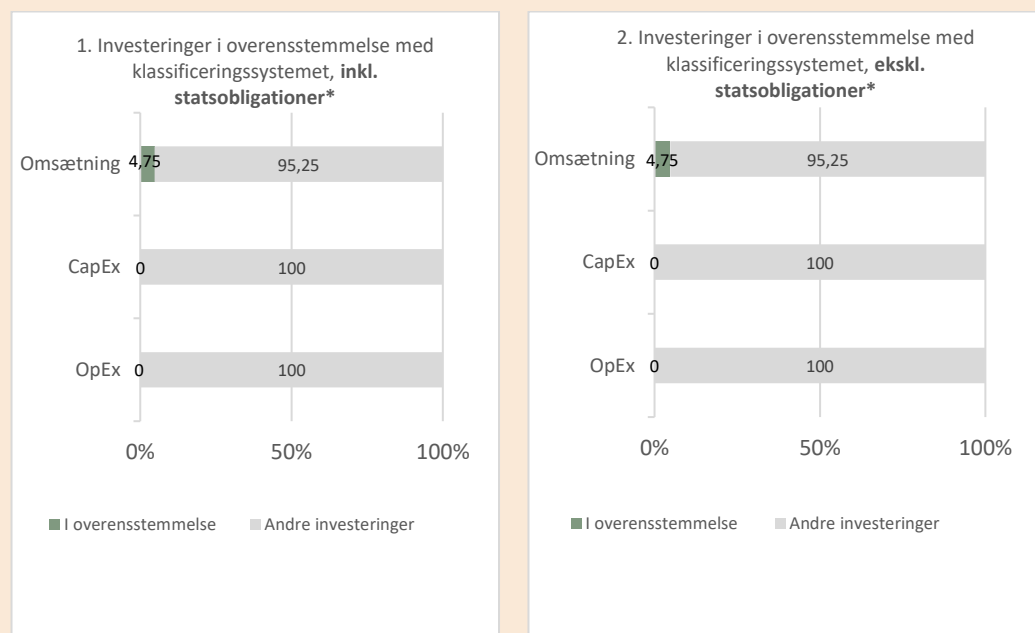 1. Investeringer i overensstemmelse med
klassificeringssystemet, inkl.
statsobligationer*
Omsætning 4,75 95,25
CapEx 0 100
OpEx 0 100
0% 50% 100%
I overensstemmelse Andre investeringer
2. Investeringer i overensstemmelse med
klassificeringssystemet, ekskl.
statsobligationer*
Omsætning 4,75 95,25
CapEx 0 100
OpEx 0 100
0% 50% 100%
I overensstemmelse Andre investeringer